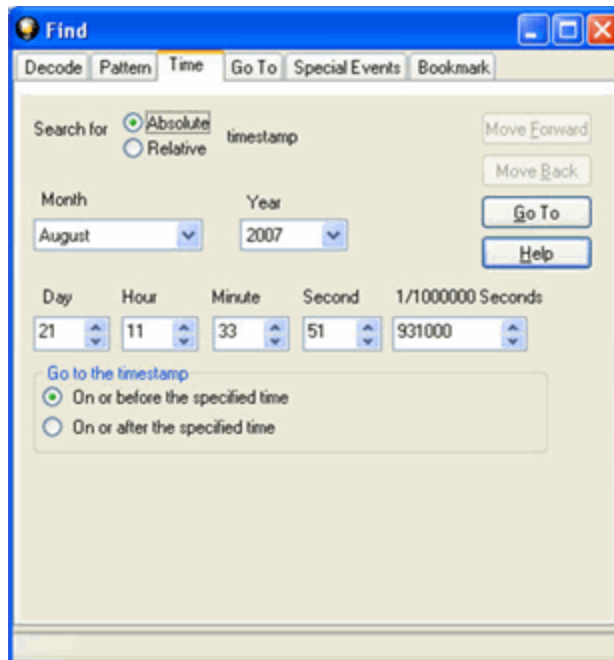 Find
Decode Pattern Time Go To Special Events Bookmark
Search for Absolute timestamp Move Forward
Relative
Move Back
Month Year Go To
August 2007
Help
Day Hour Minute Second 1/1000000 Seconds
21 11 33 51 931000
Go to the timestamp
On or before the specified time
On or after the specified time